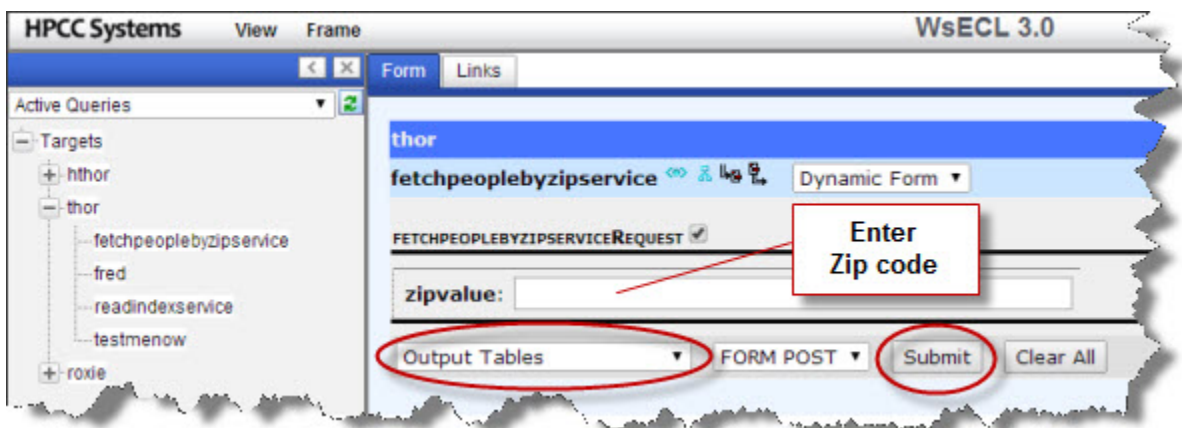 HPCC Systems View Frame WsECL 3.0
Form Links
Active Queries
Targets
hthor
thor
fetchpeoplebyzipservice
fred
readindexservice
testmenow
roxie
thor
fetchpeoplebyzipservice Dynamic Form
FETCHPEOPLEBYZIPSERVICEREQUEST
Enter
Zip code
zipvalue:
Output Tables FORM POST Submit Clear All